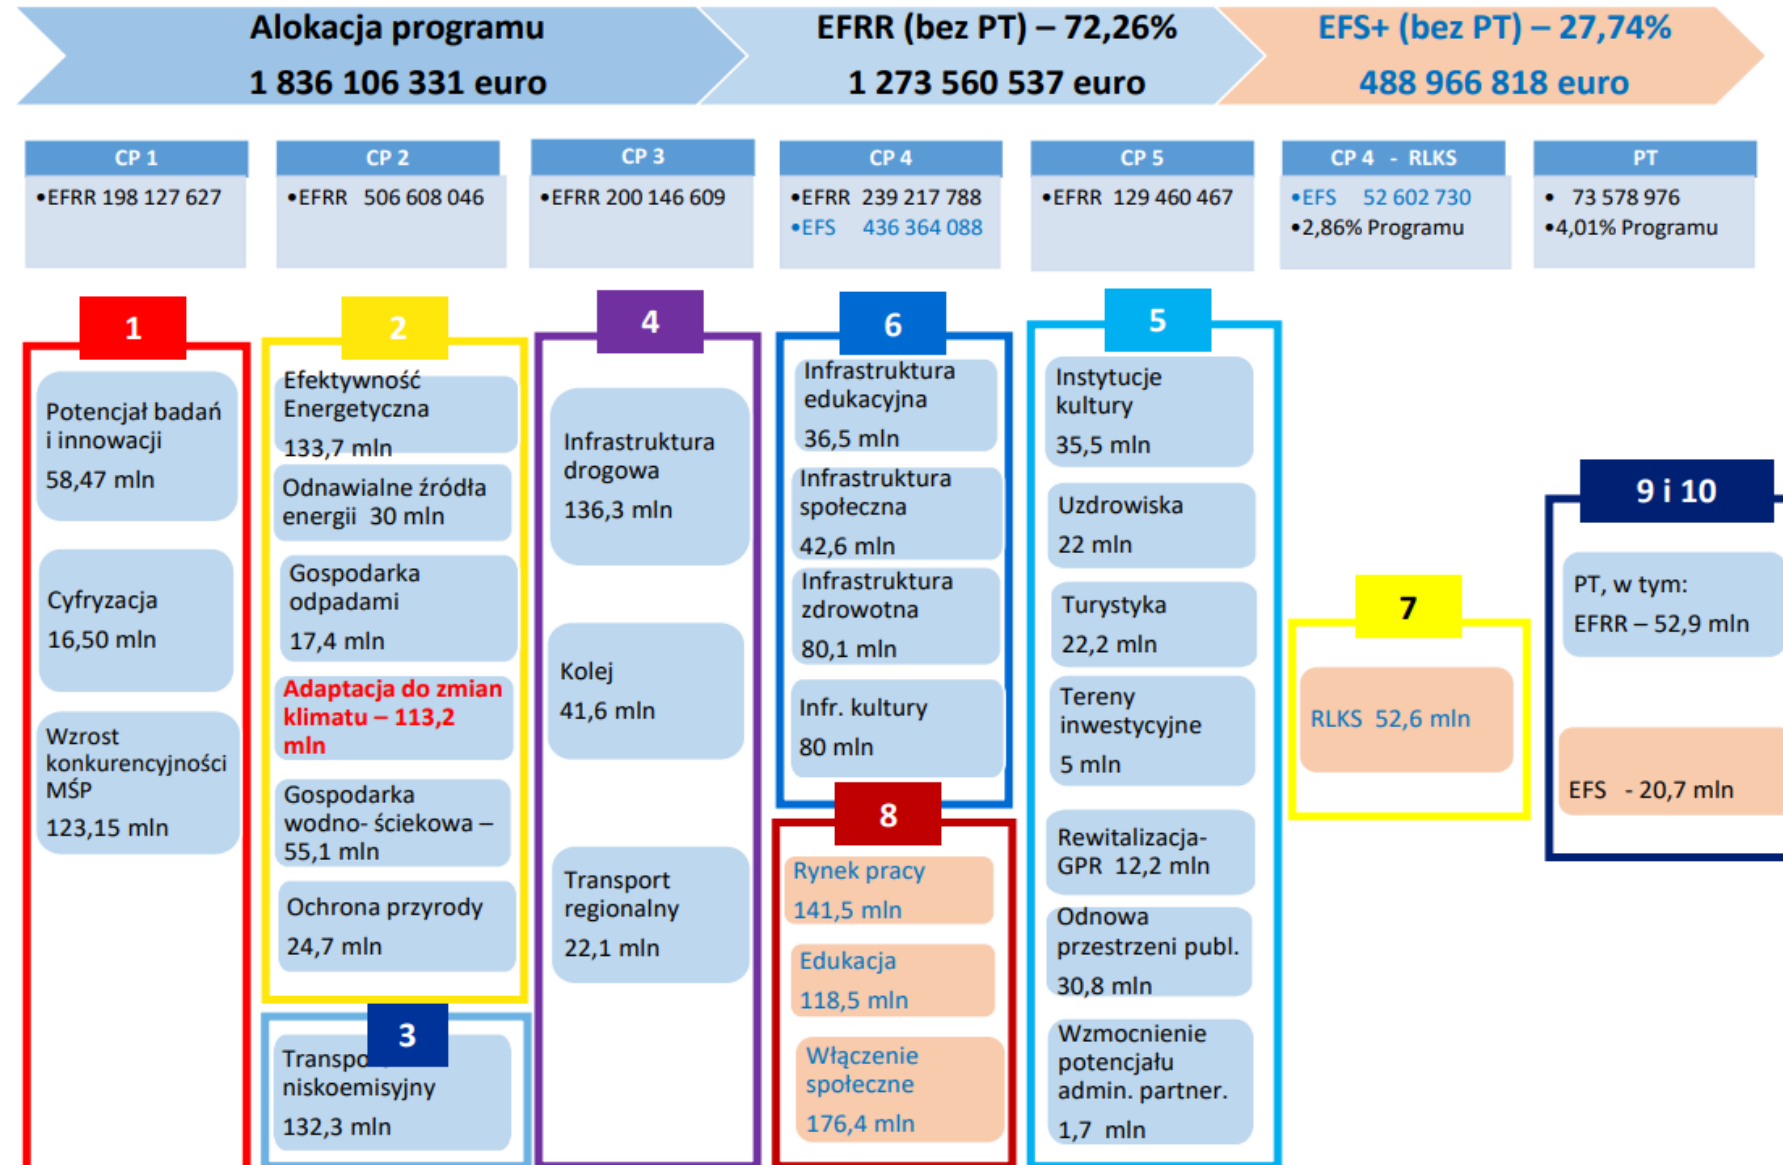 Alokacja programu
1 836 106 331 euro
EFRR (bez PT) – 72,26%
1 273 560 537 euro
EFS+ (bez PT) – 27,74%
488 966 818 euro
CP 1
•EFRR 198 127 627
CP 2
•EFRR 506 608 046
CP 3
•EFRR 200 146 609
CP 4
•EFRR 239 217 788
•EFS 436 364 088
CP 5
•EFRR 129 460 467
CP 4 - RLKS
•EFS 52 602 730
•2,86% Programu
PT
• 73 578 976
•4,01% Programu
1
Potencjał badań
i innowacji
58,47 mln
Cyfryzacja
16,50 mln
Wzrost
konkurencyjności
MŚP
123,15 mln
2
Efektywność
Energetyczna
133,7 mln
Odnawialne źródła
energii 30 mln
Gospodarka
odpadami
17,4 mln
Adaptacja do zmian
klimatu – 113,2
mln
Gospodarka
wodno- ściekowa –
55,1 mln
Ochrona przyrody
24,7 mln
3
niskoemisyjny
132,3 mln
4
Infrastruktura
drogowa
136,3 mln
Kolej
41,6 mln
Transport
regionalny
22,1 mln
6
Infrastruktura
edukacyjna
36,5 mln
Infrastruktura
społeczna
42,6 mln
Infrastruktura
zdrowotna
80,1 mln
Infr. kultury
80 mln
8
Rynek pracy
141,5 mln
Edukacja
118,5 mln
Włączenie
społeczne
176,4 mln
5
Instytucje
kultury
35,5 mln
Uzdrowiska
22 mln
Turystyka
22,2 mln
Tereny
inwestycyjne
5 mln
Rewitalizacja-
GPR 12,2 mln
Odnowa
przestrzeni publ.
30,8 mln
Wzmocnienie
potencjału
admin. partner.
1,7 mln
7
RLKS 52,6 mln
9 i 10
PT, w tym:
EFRR – 52,9 mln
EFS - 20,7 mln